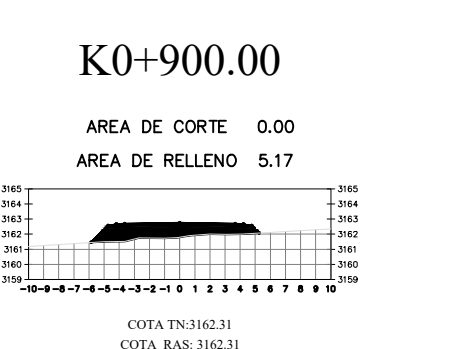 K0+900.00
AREA DE CORTE 0.00
AREA DE RELLENO 5.17
3165 3165
3164 3164
3163 3163
3162 3162
3161 3161
3160 3160
3159 3159
-10-9-8-7-6-5-4-3-2-1 0 1 2 3 4 5 6 7 8 9 10
COTA TN:3162.31
COTA RAS: 3162.31